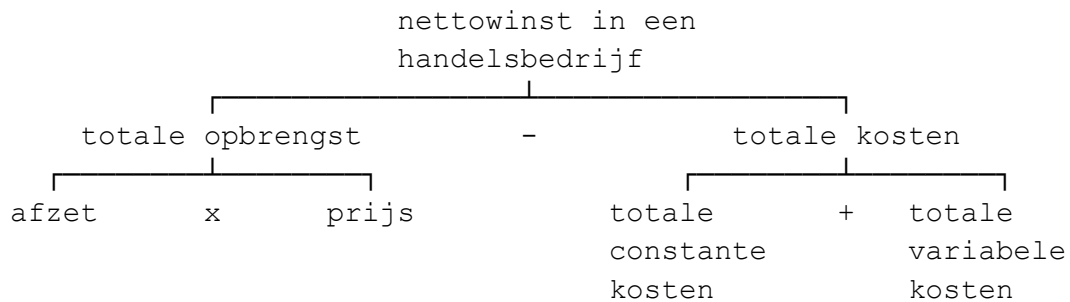 nettowinst in een
handelsbedrijf
totale opbrengst - totale kosten
afzet x prijs totale + totale
constante variabele
kosten kosten